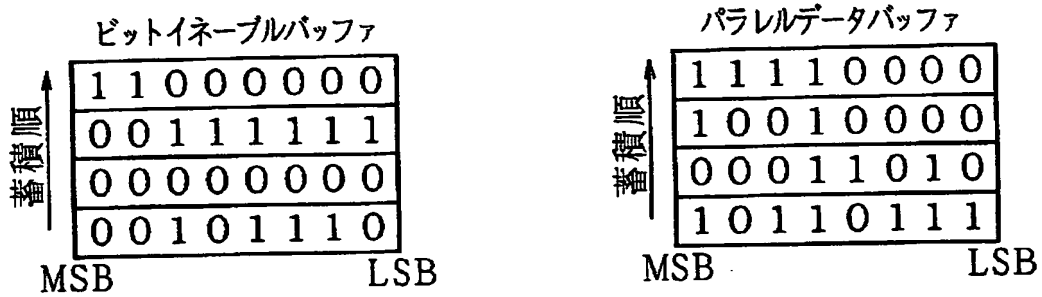 ビットイネーブルバッファ
蓄積順
1 1 0 0 0 0 0 0
0 0 1 1 1 1 1 1
0 0 0 0 0 0 0 0
0 0 1 0 1 1 1 0
MSB LSB
パラレルデータバッファ
蓄積順
1 1 1 1 0 0 0 0
1 0 0 1 0 0 0 0
0 0 0 1 1 0 1 0
1 0 1 1 0 1 1 1
MSB LSB